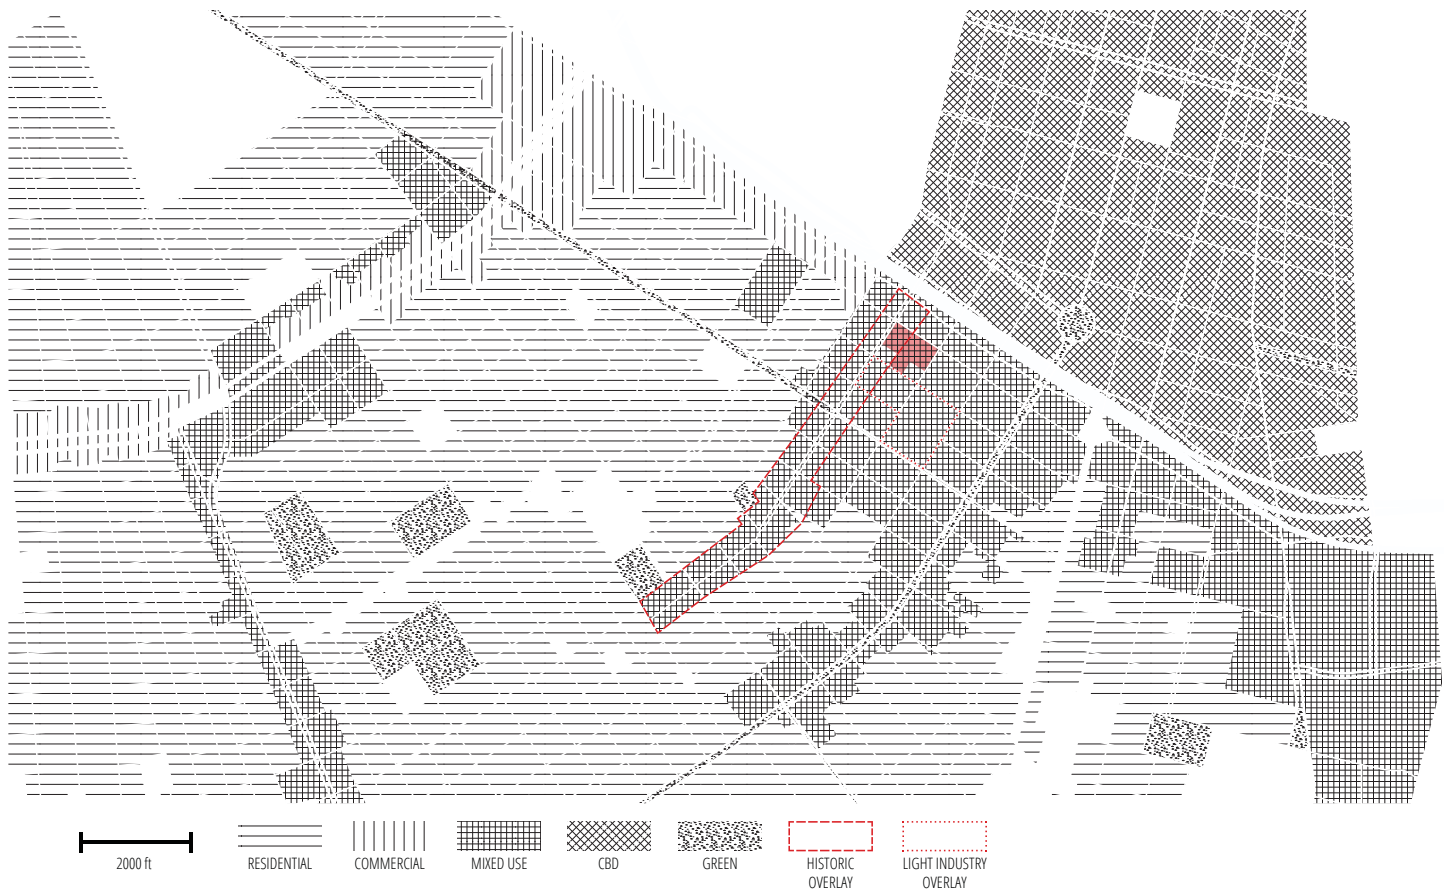 2000 ft
RESIDENTIAL
COMMERCIAL
MIXED USE
CBD
GREEN
HISTORIC
OVERLAY
LIGHT INDUSTRY
OVERLAY